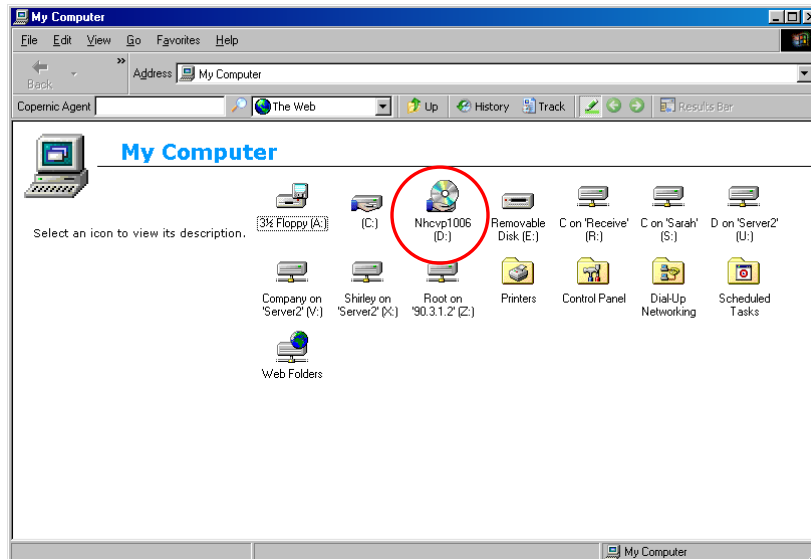 My Computer
File Edit View Go Favorites Help
Back » Address My Computer
Copernic Agent The Web Up History Track Results Bar
My Computer
Select an icon to view its description.
3½ Floppy (A:) (C:) Nhcvp1006 (D:) Removable Disk (E:) C on 'Receive' (R:) C on 'Sarah' (S:) D on 'Server2' (U:)
Company on 'Server2' (V:) Shirley on 'Server2' (X:) Root on '90.3.1.2' (Z:) Printers Control Panel Dial-Up Networking Scheduled Tasks
Web Folders
My Computer